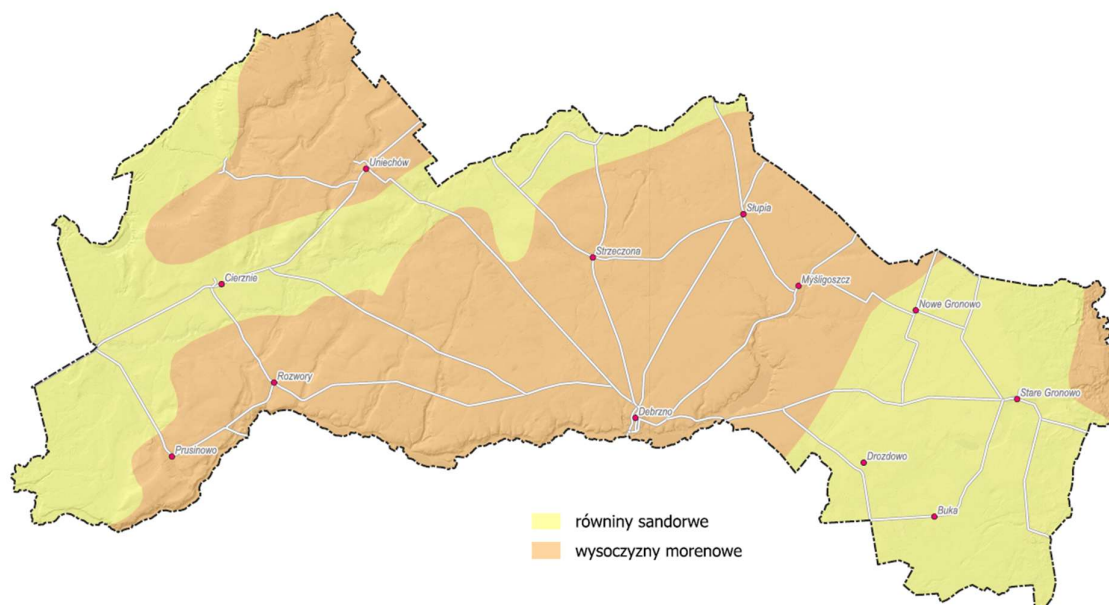 Uniechów
Słupia
Strzeczona
Cierznie
Myśligoszcz
Nowe Gronowo
Rozwory
Stare Gronowo
Debrzno
Prusinowo
Drozdowo
Buka
równiny sandorwe
wysoczyzny morenowe